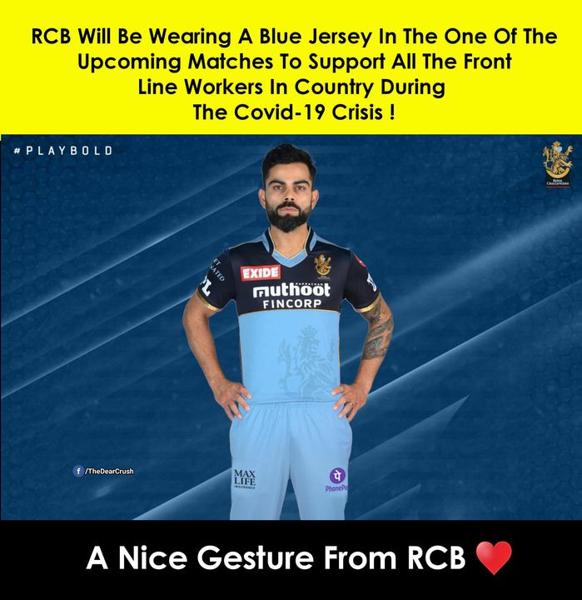 RCB Will Be Wearing A Blue Jersey In The One Of The
Upcoming Matches To Support All The Front
Line Workers In Country During
The Covid-19 Crisis !
#PLAYBOLD
EXIDE
muthoot
FINCORP
f /TheDearCrush
MAX
LIFE
PhonePe
A Nice Gesture From RCB ❤️